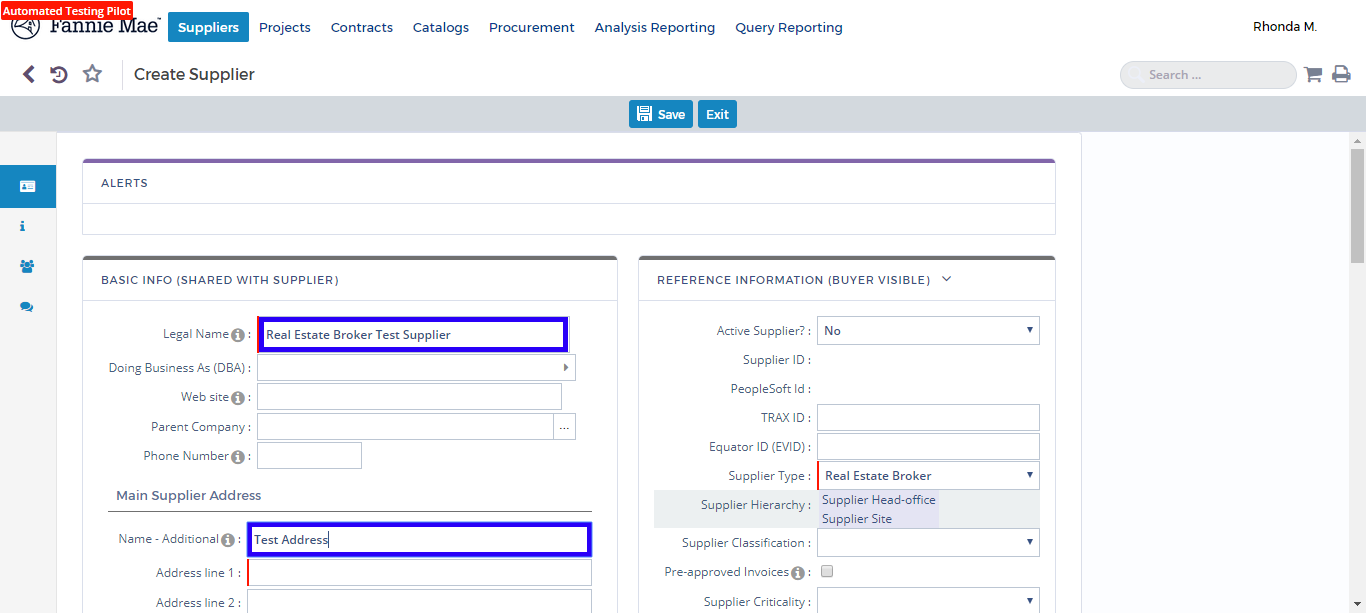 Automated Testing Pilot
Fannie Mae
Suppliers Projects Contracts Catalogs Procurement Analysis Reporting Query Reporting
Rhonda M.
Create Supplier
Search ...
Save Exit
ALERTS
BASIC INFO (SHARED WITH SUPPLIER)
Legal Name : Real Estate Broker Test Supplier
Doing Business As (DBA) :
Web site :
Parent Company : ...
Phone Number :
Main Supplier Address
Name - Additional : Test Address
Address line 1 :
Address line 2 :
REFERENCE INFORMATION (BUYER VISIBLE)
Active Supplier? : No
Supplier ID :
PeopleSoft Id :
TRAX ID :
Equator ID (EVID) :
Supplier Type : Real Estate Broker
Supplier Hierarchy : Supplier Head-office
Supplier Site
Supplier Classification :
Pre-approved Invoices :
Supplier Criticality :